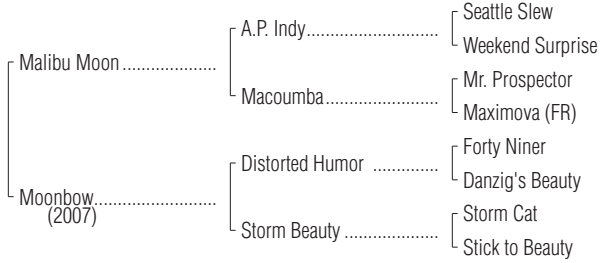 Seattle Slew
A.P. Indy..............................
Weekend Surprise
Malibu Moon .....................
Mr. Prospector
Macoumba..........................
Maximova (FR)
Forty Niner
Distorted Humor ...............
Danzig's Beauty
Moonbow...........................
(2007)
Storm Cat
Storm Beauty .....................
Stick to Beauty